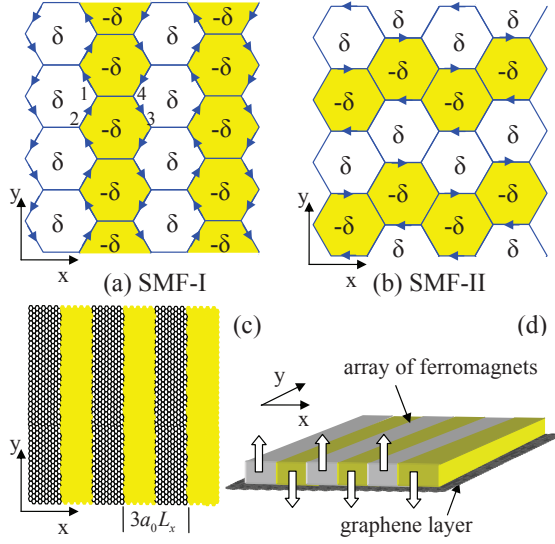 -δ -δ δ δ
δ δ -δ -δ
-δ -δ -δ -δ
1 4
δ δ δ δ
2 3
-δ -δ δ δ
δ δ -δ -δ
-δ -δ -δ -δ
δ δ δ δ
y
x
(a) SMF-I
y
x
(b) SMF-II
(c)
y
x
3a₀Lₓ
(d)
y
x
array of ferromagnets
graphene layer